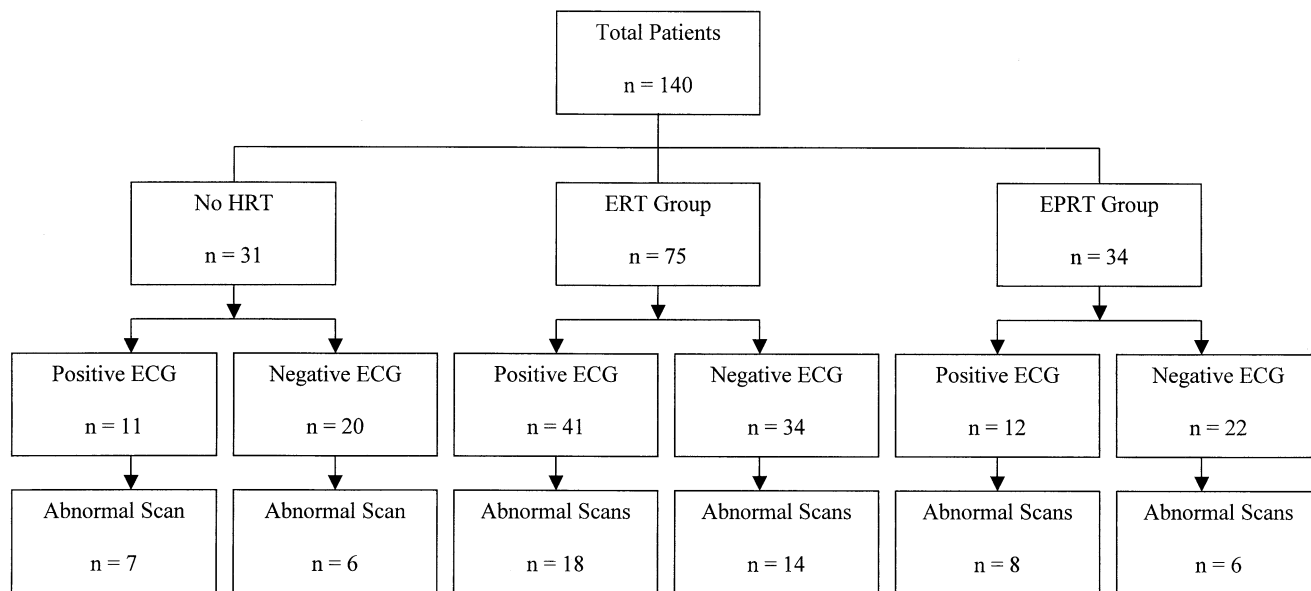 Total Patients
n = 140
No HRT
n = 31
ERT Group
n = 75
EPRT Group
n = 34
Positive ECG
n = 11
Negative ECG
n = 20
Positive ECG
n = 41
Negative ECG
n = 34
Positive ECG
n = 12
Negative ECG
n = 22
Abnormal Scan
n = 7
Abnormal Scan
n = 6
Abnormal Scans
n = 18
Abnormal Scans
n = 14
Abnormal Scans
n = 8
Abnormal Scans
n = 6